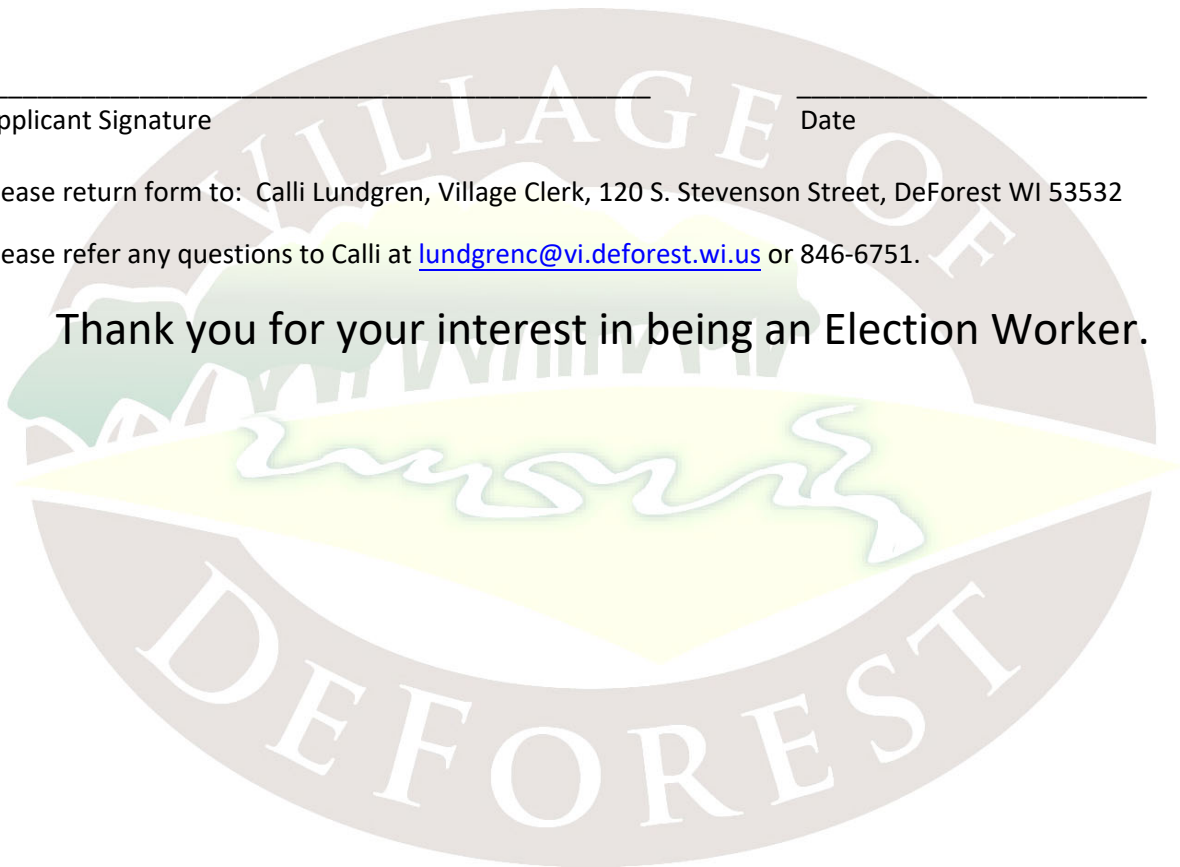 ____________________________________________ ________________________
pplicant Signature Date
ease return form to: Calli Lundgren, Village Clerk, 120 S. Stevenson Street, DeForest WI 53532
ease refer any questions to Calli at lundgrenc@vi.deforest.wi.us or 846-6751.
Thank you for your interest in being an Election Worker.
VILLAGE OF
DEFOREST